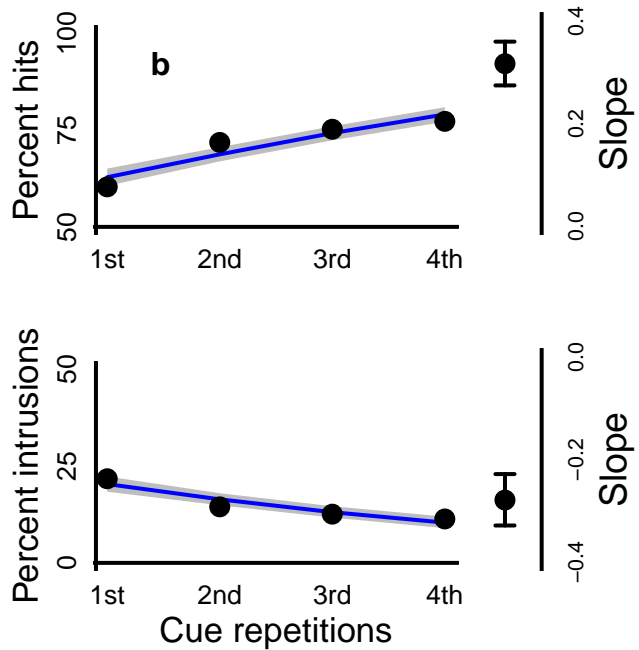 b
Percent hits
100
75
50
1st 2nd 3rd 4th
0.4
0.2
0.0
Slope
Percent intrusions
50
25
0
1st 2nd 3rd 4th
Cue repetitions
0.0
−0.2
−0.4
Slope